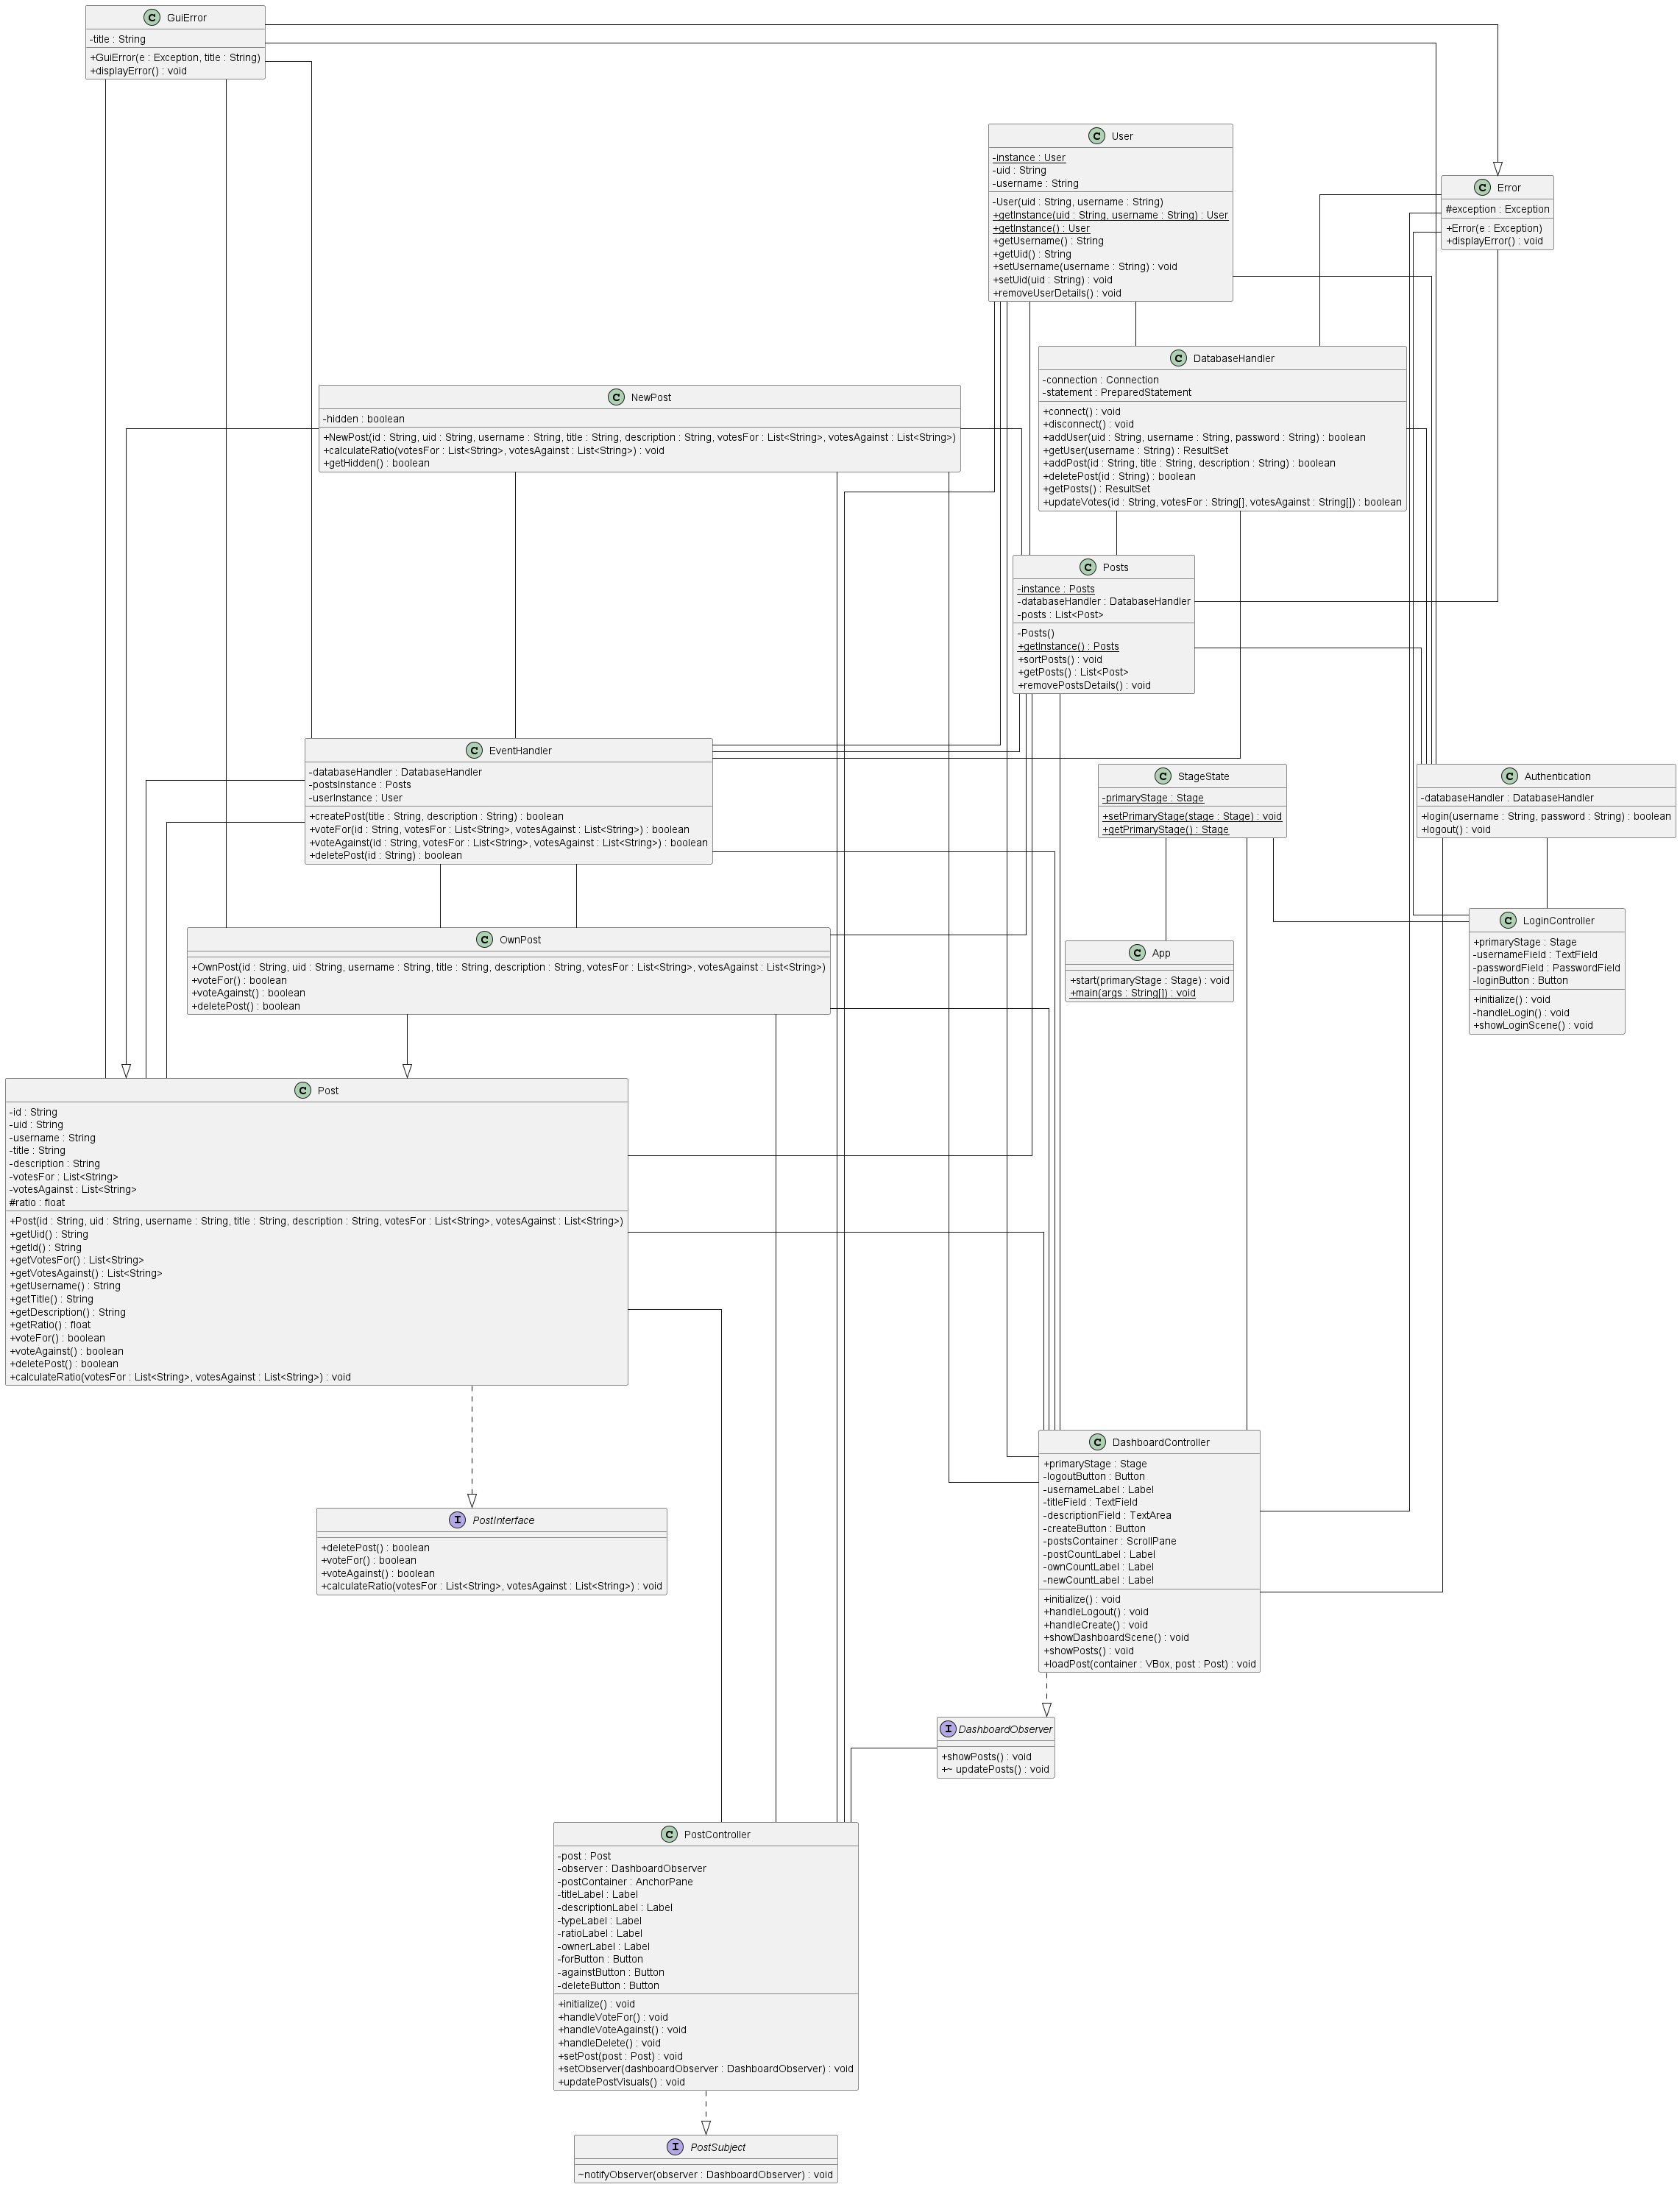 C GuiError
-title : String
+GuiError(e : Exception, title : String)
+displayError() : void
C User
-instance : User
-uid : String
-username : String
-User(uid : String, username : String)
+getInstance(uid : String, username : String) : User
+getInstance() : User
+getUsername() : String
+getUid() : String
+setUsername(username : String) : void
+setUid(uid : String) : void
+removeUserDetails() : void
C Error
#exception : Exception
+Error(e : Exception)
+displayError() : void
C DatabaseHandler
-connection : Connection
-statement : PreparedStatement
+connect() : void
+disconnect() : void
+addUser(uid : String, username : String, password : String) : boolean
+getUser(username : String) : ResultSet
+addPost(id : String, title : String, description : String) : boolean
+deletePost(id : String) : boolean
+getPosts() : ResultSet
+updateVotes(id : String, votesFor : String[], votesAgainst : String[]) : boolean
C NewPost
-hidden : boolean
+NewPost(id : String, uid : String, username : String, title : String, description : String, votesFor : List<String>, votesAgainst : List<String>)
+calculateRatio(votesFor : List<String>, votesAgainst : List<String>) : void
+getHidden() : boolean
C Posts
-instance : Posts
-databaseHandler : DatabaseHandler
-posts : List<Post>
-Posts()
+getInstance() : Posts
+sortPosts() : void
+getPosts() : List<Post>
+removePostsDetails() : void
C EventHandler
-databaseHandler : DatabaseHandler
-postsInstance : Posts
-userInstance : User
+createPost(title : String, description : String) : boolean
+voteFor(id : String, votesFor : List<String>, votesAgainst : List<String>) : boolean
+voteAgainst(id : String, votesFor : List<String>, votesAgainst : List<String>) : boolean
+deletePost(id : String) : boolean
C StageState
-primaryStage : Stage
+setPrimaryStage(stage : Stage) : void
+getPrimaryStage() : Stage
C Authentication
-databaseHandler : DatabaseHandler
+login(username : String, password : String) : boolean
+logout() : void
C OwnPost
+OwnPost(id : String, uid : String, username : String, title : String, description : String, votesFor : List<String>, votesAgainst : List<String>)
+voteFor() : boolean
+voteAgainst() : boolean
+deletePost() : boolean
C App
+start(primaryStage : Stage) : void
+main(args : String[]) : void
C LoginController
+primaryStage : Stage
-usernameField : TextField
-passwordField : PasswordField
-loginButton : Button
+initialize() : void
-handleLogin() : void
+showLoginScene() : void
C Post
-id : String
-uid : String
-username : String
-title : String
-description : String
-votesFor : List<String>
-votesAgainst : List<String>
#ratio : float
+Post(id : String, uid : String, username : String, title : String, description : String, votesFor : List<String>, votesAgainst : List<String>)
+getUid() : String
+getId() : String
+getVotesFor() : List<String>
+getVotesAgainst() : List<String>
+getUsername() : String
+getTitle() : String
+getDescription() : String
+getRatio() : float
+voteFor() : boolean
+voteAgainst() : boolean
+deletePost() : boolean
+calculateRatio(votesFor : List<String>, votesAgainst : List<String>) : void
I PostInterface
+deletePost() : boolean
+voteFor() : boolean
+voteAgainst() : boolean
+calculateRatio(votesFor : List<String>, votesAgainst : List<String>) : void
C DashboardController
+primaryStage : Stage
-logoutButton : Button
-usernameLabel : Label
-titleField : TextField
-descriptionField : TextArea
-createButton : Button
-postsContainer : ScrollPane
-postCountLabel : Label
-ownCountLabel : Label
-newCountLabel : Label
+initialize() : void
+handleLogout() : void
+handleCreate() : void
+showDashboardScene() : void
+showPosts() : void
+loadPost(container : VBox, post : Post) : void
I DashboardObserver
+showPosts() : void
+~ updatePosts() : void
C PostController
-post : Post
-observer : DashboardObserver
-postContainer : AnchorPane
-titleLabel : Label
-descriptionLabel : Label
-typeLabel : Label
-ratioLabel : Label
-ownerLabel : Label
-forButton : Button
-againstButton : Button
-deleteButton : Button
+initialize() : void
+handleVoteFor() : void
+handleVoteAgainst() : void
+handleDelete() : void
+setPost(post : Post) : void
+setObserver(dashboardObserver : DashboardObserver) : void
+updatePostVisuals() : void
I PostSubject
~notifyObserver(observer : DashboardObserver) : void